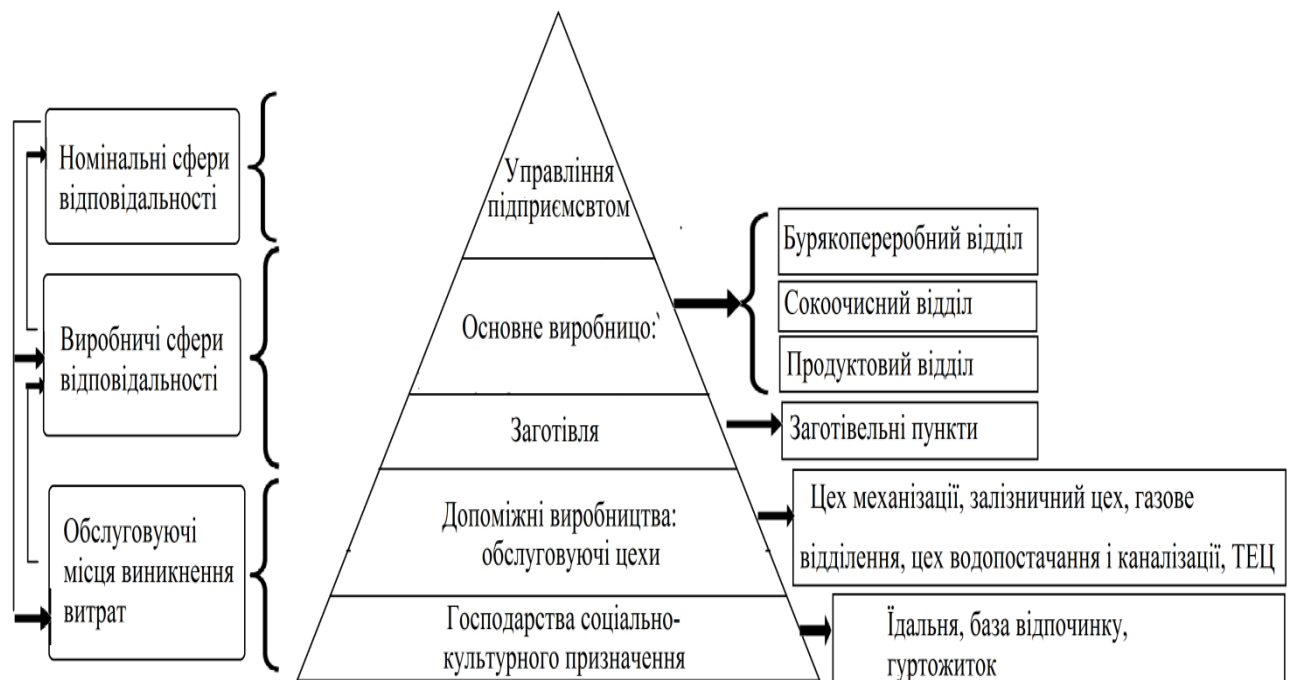 Номінальні сфери
відповідальності
Виробничі сфери
відповідальності
Обслуговуючі
місця виникнення
витрат
Управління
підприємсвтом
Основне виробницо:`
Заготівля
Допоміжні виробництва:
обслуговуючі цехи
Господарства соціально-
культурного призначення
Бурякопереробний відділ
Сокоочисний відділ
Продуктовий відділ
Заготівельні пункти
Цех механізації, залізничний цех, газове
відділення, цех водопостачання і каналізації, ТЕЦ
Їдальня, база відпочинку,
гуртожиток